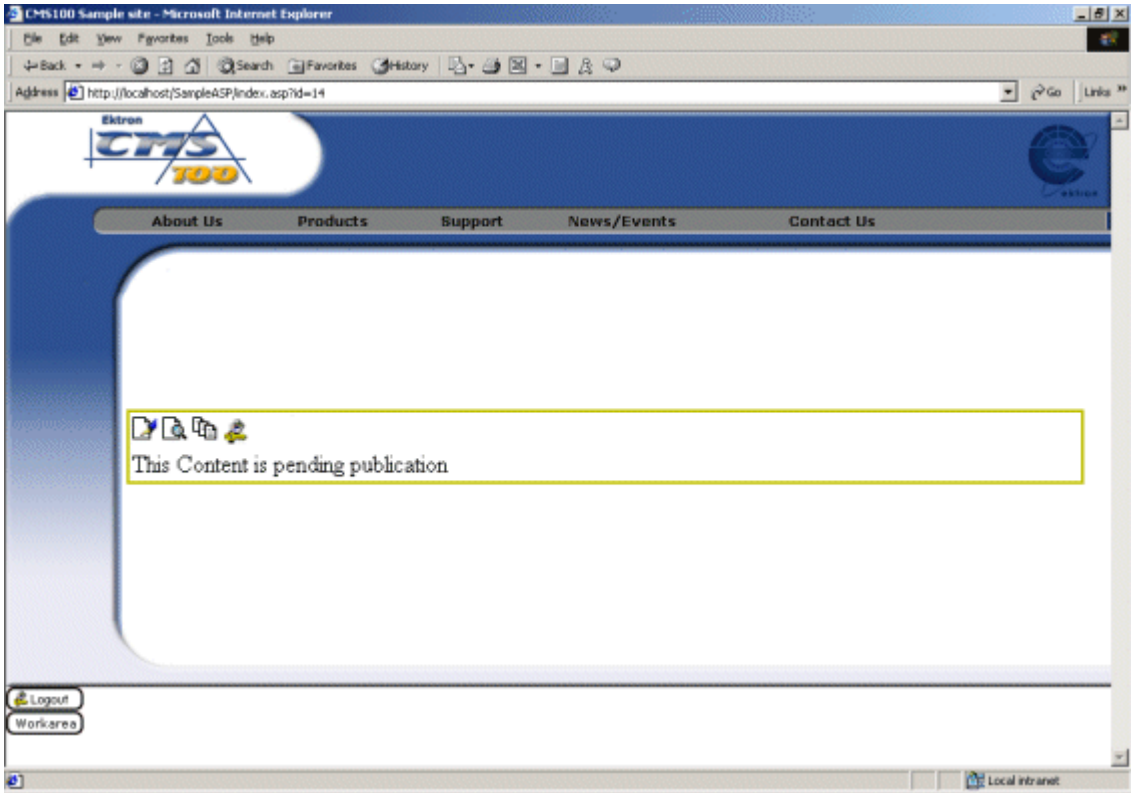 CMS100 Sample site - Microsoft Internet Explorer
File Edit View Favorites Tools Help
Back Search Favorites History
Address http://localhost/SampleASP/index.asp?id=14 Go Links »
Ektron
CMS
100
ektron
About Us Products Support News/Events Contact Us
This Content is pending publication
Logout
Workarea
Local intranet